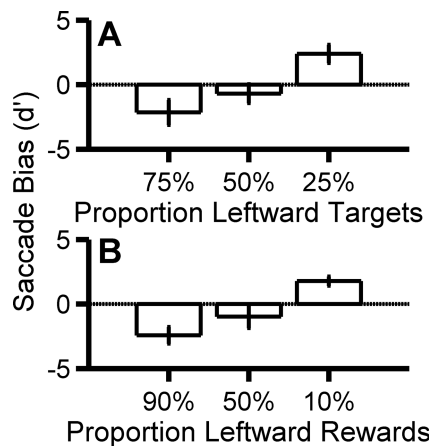 A
5
0
-5
75% 50% 25%
Proportion Leftward Targets
Saccade Bias (d')
B
5
0
-5
90% 50% 10%
Proportion Leftward Rewards